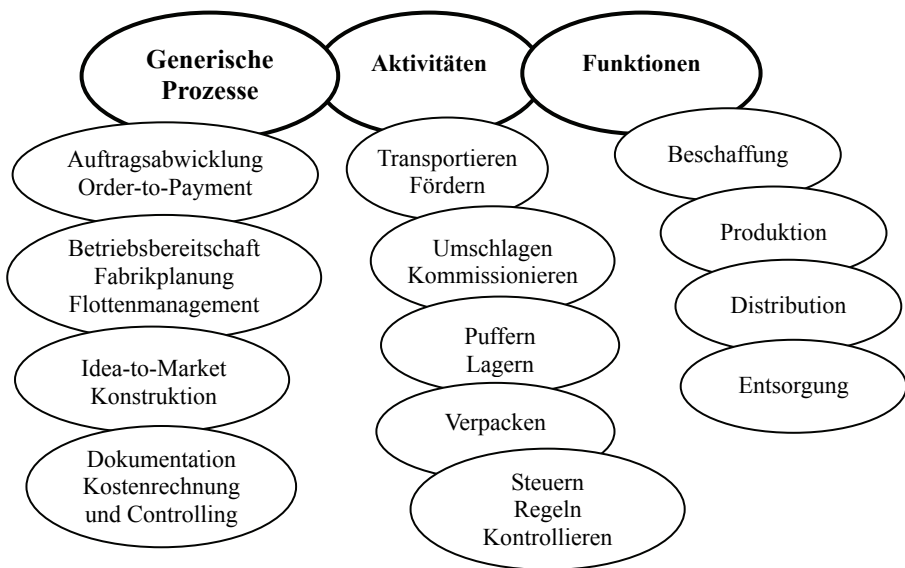 Generische
Prozesse
Aktivitäten
Funktionen
Auftragsabwicklung
Order-to-Payment
Betriebsbereitschaft
Fabrikplanung
Flottenmanagement
Idea-to-Market
Konstruktion
Dokumentation
Kostenrechnung
und Controlling
Transportieren
Fördern
Umschlagen
Kommissionieren
Puffern
Lagern
Verpacken
Steuern
Regeln
Kontrollieren
Beschaffung
Produktion
Distribution
Entsorgung